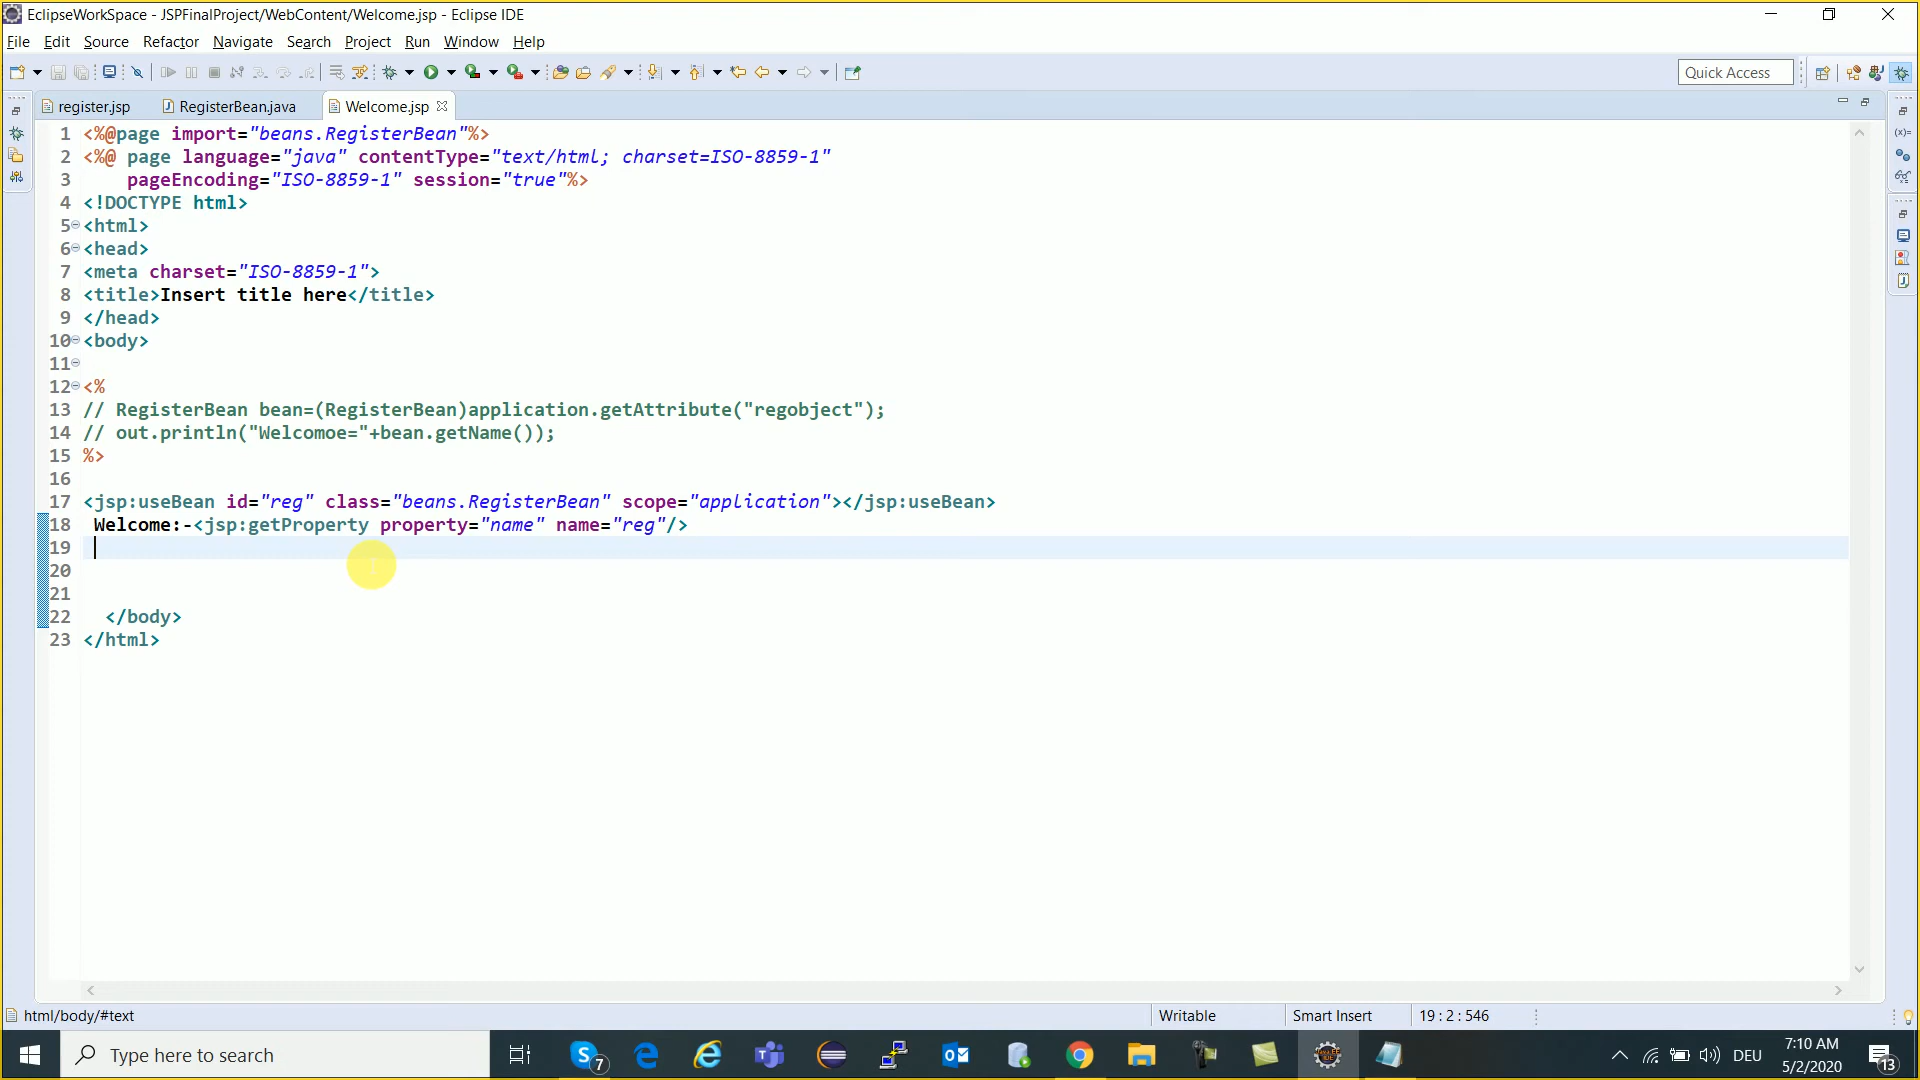 EclipseWorkSpace - JSPFinalProject/WebContent/Welcome.jsp - Eclipse IDE
File Edit Source Refactor Navigate Search Project Run Window Help
Quick Access
register.jsp RegisterBean.java Welcome.jsp
1 <%@page import="beans.RegisterBean"%>
2 <%@ page language="java" contentType="text/html; charset=ISO-8859-1"
3 pageEncoding="ISO-8859-1" session="true"%>
4 <!DOCTYPE html>
5 <html>
6 <head>
7 <meta charset="ISO-8859-1">
8 <title>Insert title here</title>
9 </head>
10 <body>
11
12 <%
13 // RegisterBean bean=(RegisterBean)application.getAttribute("regobject");
14 // out.println("Welcomoe="+bean.getName());
15 %>
16
17 <jsp:useBean id="reg" class="beans.RegisterBean" scope="application"></jsp:useBean>
18 Welcome:-<jsp:getProperty property="name" name="reg"/>
19
20
21
22 </body>
23 </html>
html/body/#text Writable Smart Insert 19 : 2 : 546
Type here to search 7 DEU 7:10 AM 13
5/2/2020